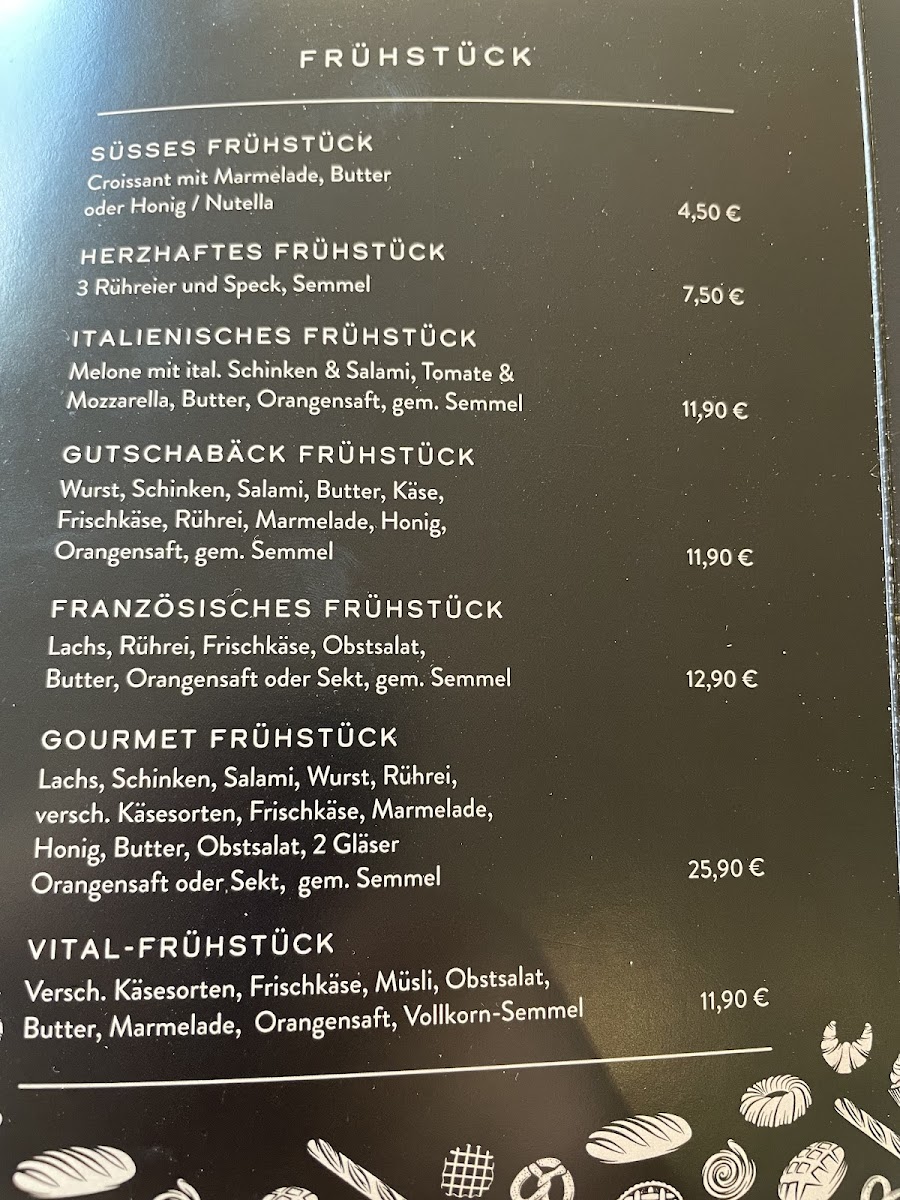 FRÜHSTÜCK
SÜSSES FRÜHSTÜCK
Croissant mit Marmelade, Butter
oder Honig / Nutella
4,50 €
HERZHAFTES FRÜHSTÜCK
3 Rühreier und Speck, Semmel
7,50 €
ITALIENISCHES FRÜHSTÜCK
Melone mit ital. Schinken & Salami, Tomate &
Mozzarella, Butter, Orangensaft, gem. Semmel
11,90 €
GUTSCHABÄCK FRÜHSTÜCK
Wurst, Schinken, Salami, Butter, Käse,
Frischkäse, Rührei, Marmelade, Honig,
Orangensaft, gem. Semmel
11,90 €
FRANZÖSISCHES FRÜHSTÜCK
Lachs, Rührei, Frischkäse, Obstsalat,
Butter, Orangensaft oder Sekt, gem. Semmel
12,90 €
GOURMET FRÜHSTÜCK
Lachs, Schinken, Salami, Wurst, Rührei,
versch. Käsesorten, Frischkäse, Marmelade,
Honig, Butter, Obstsalat, 2 Gläser
Orangensaft oder Sekt, gem. Semmel
25,90 €
VITAL-FRÜHSTÜCK
Versch. Käsesorten, Frischkäse, Müsli, Obstsalat,
Butter, Marmelade, Orangensaft, Vollkorn-Semmel
11,90 €